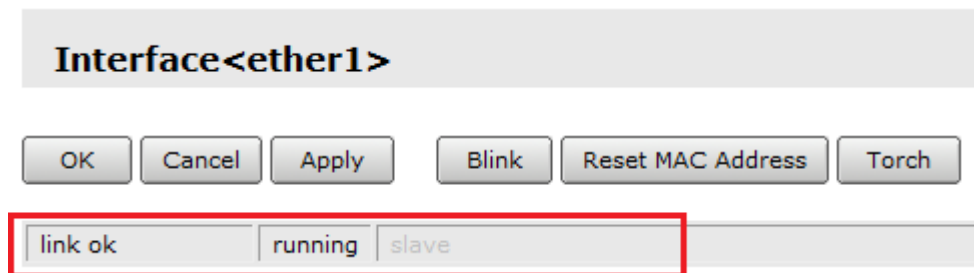 Interface<ether1>
OK Cancel Apply Blink Reset MAC Address Torch
link ok running slave